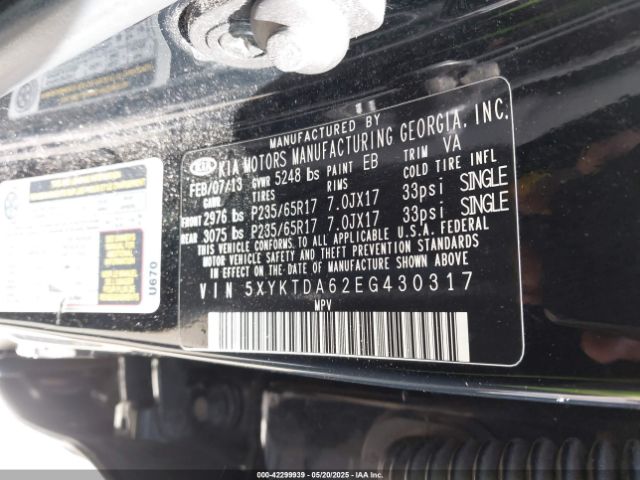 MANUFACTURED BY
KIA KIA MOTORS MANUFACTURING GEORGIA, INC.
FEB/07/13 GVWR 5248 lbs PAINT EB TRIM VA
GAWR TIRES RIMS COLD TIRE INFL
FRONT 2976 lbs P235/65R17 7.0JX17 33psi SINGLE
REAR 3075 lbs P235/65R17 7.0JX17 33psi SINGLE
THIS VEHICLE CONFORMS TO ALL APPLICABLE U.S.A. FEDERAL
MOTOR VEHICLE SAFETY AND THEFT PREVENTION STANDARDS
IN EFFECT ON THE DATE OF MANUFACTURE SHOWN ABOVE.
VIN 5XYKTDA62EG430317
MPV
U670
000-42299939 - 05/20/2025 - IAA Inc.